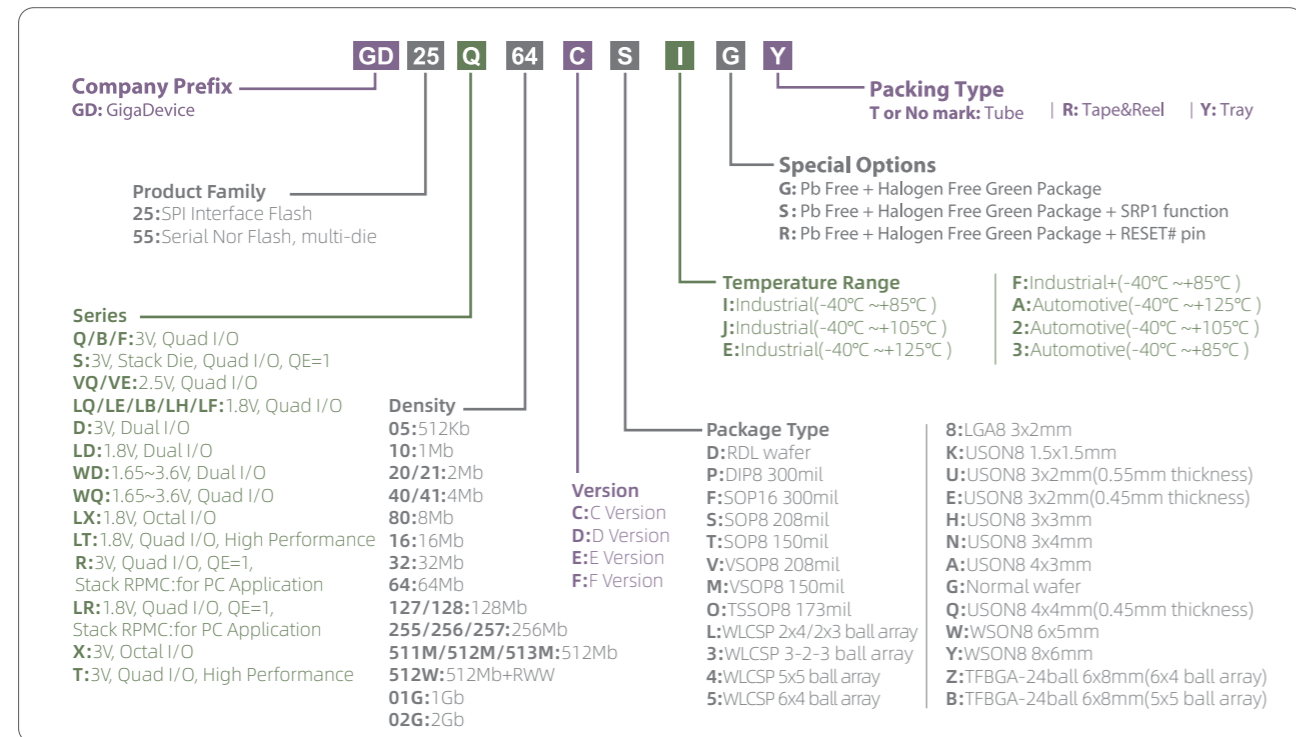 GD 25 Q 64 C S I G Y
Company Prefix
GD: GigaDevice
Packing Type
T or No mark: Tube | R: Tape&Reel | Y: Tray
Special Options
G: Pb Free + Halogen Free Green Package
S: Pb Free + Halogen Free Green Package + SRP1 function
R: Pb Free + Halogen Free Green Package + RESET# pin
Product Family
25:SPI Interface Flash
55:Serial Nor Flash, multi-die
Temperature Range
I:Industrial(-40℃ ~+85℃ )
J:Industrial(-40℃ ~+105℃ )
E:Industrial(-40℃ ~+125℃ )
F:Industrial+(-40℃ ~+85℃ )
A:Automotive(-40℃ ~+125℃ )
2:Automotive(-40℃ ~+105℃ )
3:Automotive(-40℃ ~+85℃ )
Series
Q/B/F:3V, Quad I/O
S:3V, Stack Die, Quad I/O, QE=1
VQ/VE:2.5V, Quad I/O
LQ/LE/LB/LH/LF:1.8V, Quad I/O
D:3V, Dual I/O
LD:1.8V, Dual I/O
WD:1.65~3.6V, Dual I/O
WQ:1.65~3.6V, Quad I/O
LX:1.8V, Octal I/O
LT:1.8V, Quad I/O, High Performance
R:3V, Quad I/O, QE=1,
Stack RPMC:for PC Application
LR:1.8V, Quad I/O, QE=1,
Stack RPMC:for PC Application
X:3V, Octal I/O
T:3V, Quad I/O, High Performance
Density
05:512Kb
10:1Mb
20/21:2Mb
40/41:4Mb
80:8Mb
16:16Mb
32:32Mb
64:64Mb
127/128:128Mb
255/256/257:256Mb
511M/512M/513M:512Mb
512W:512Mb+RWW
01G:1Gb
02G:2Gb
Version
C:C Version
D:D Version
E:E Version
F:F Version
Package Type
D:RDL wafer
P:DIP8 300mil
F:SOP16 300mil
S:SOP8 208mil
T:SOP8 150mil
V:VSOP8 208mil
M:VSOP8 150mil
O:TSSOP8 173mil
L:WLCSP 2x4/2x3 ball array
3:WLCSP 3-2-3 ball array
4:WLCSP 5x5 ball array
5:WLCSP 6x4 ball array
8:LGA8 3x2mm
K:USON8 1.5x1.5mm
U:USON8 3x2mm(0.55mm thickness)
E:USON8 3x2mm(0.45mm thickness)
H:USON8 3x3mm
N:USON8 3x4mm
A:USON8 4x3mm
G:Normal wafer
Q:USON8 4x4mm(0.45mm thickness)
W:WSON8 6x5mm
Y:WSON8 8x6mm
Z:TFBGA-24ball 6x8mm(6x4 ball array)
B:TFBGA-24ball 6x8mm(5x5 ball array)